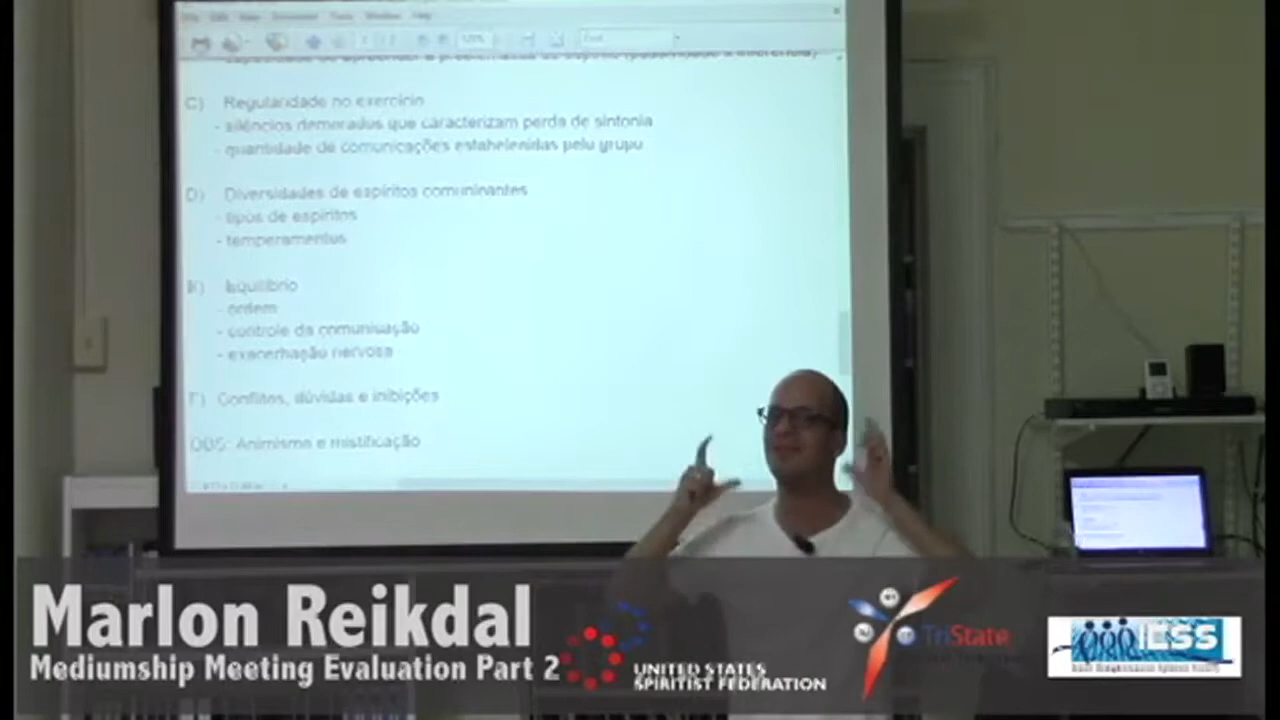 C) Regularidade no exercício
- silêncios demorados que caracterizam perda de sintonia
- quantidade de comunicações estabelecidas pelo grupo
D) Diversidades de espíritos comunicantes
- tipos de espíritos
- temperamentos
E) Equilíbrio
- ordem
- controle da comunicação
- exacerbação nervosa
F) Conflitos, dúvidas e inibições
OBS: Animismo e mistificação
Marlon Reikdal
Mediumship Meeting Evaluation Part 2
UNITED STATES
SPIRITIST FEDERATION
TriState
CSS